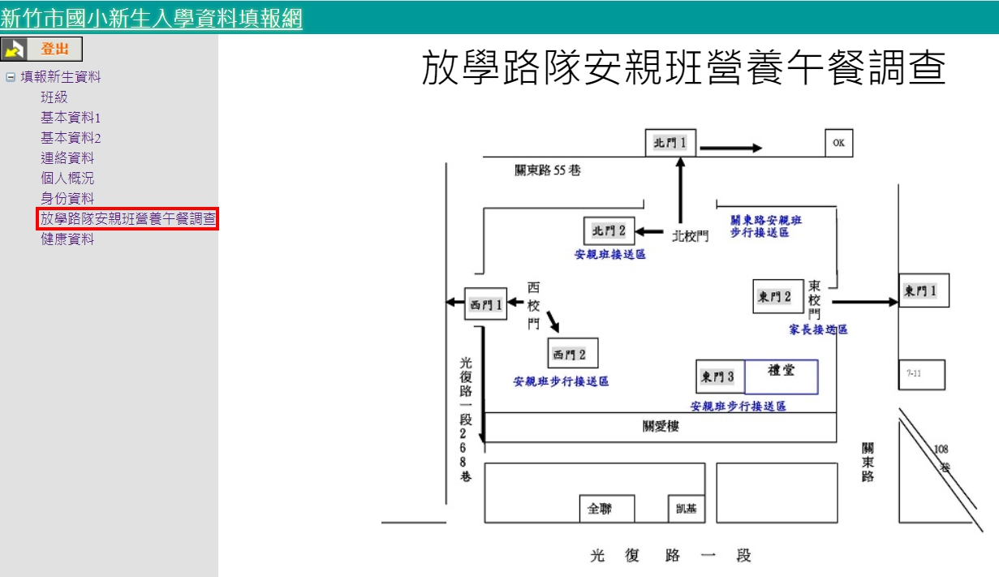 新竹市國小新生入學資料填報網
登出
填報新生資料
班級
基本資料1
基本資料2
連絡資料
個人概況
身份資料
放學路隊安親班營養午餐調查
健康資料
放學路隊安親班營養午餐調查
北門1
OK
關東路55巷
北門2
安親班接送區
北校門
關東路安親班
步行接送區
西門1
西校門
西門2
安親班步行接送區
東門2
東校門
家長接送區
東門1
東門3
禮堂
安親班步行接送區
7-11
光復路一段268巷
關愛樓
關東路
108巷
全聯
凱基
光復路一段